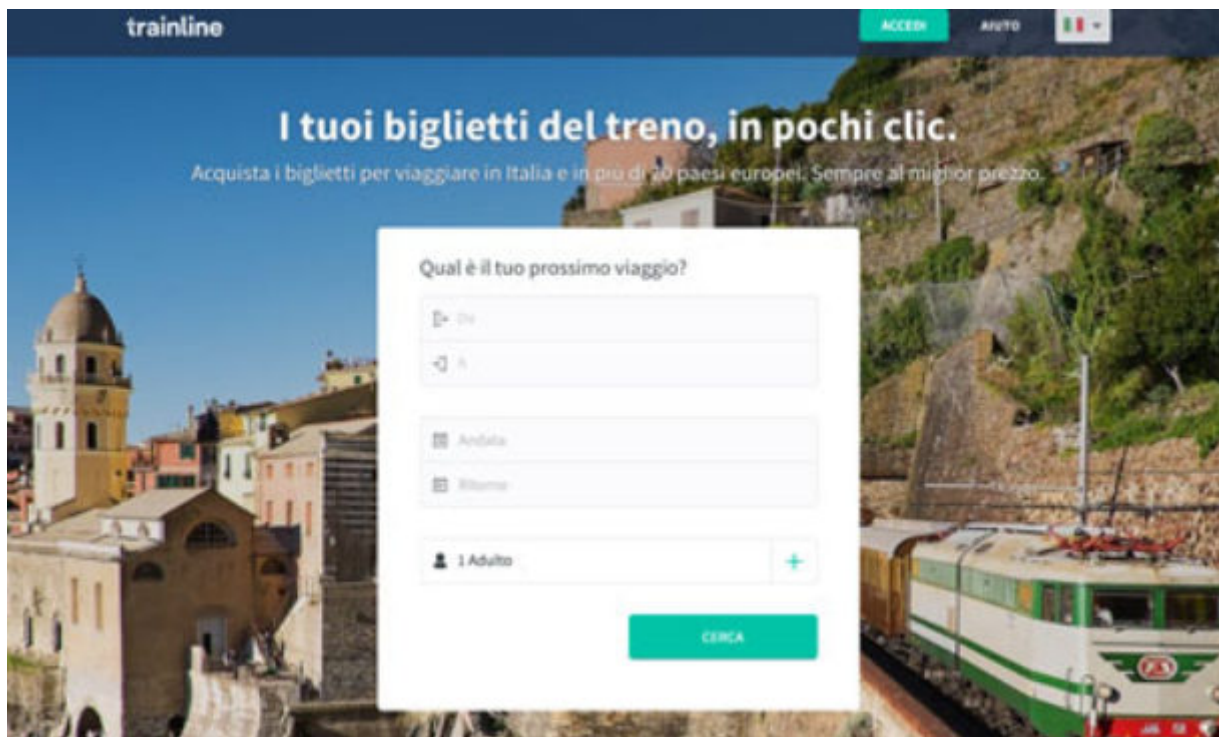 trainline
ACCEDI AIUTO
I tuoi biglietti del treno, in pochi clic.
Acquista i biglietti per viaggiare in Italia e in più di 20 paesi europei. Sempre al miglior prezzo.
Qual è il tuo prossimo viaggio?
Da
A
Andata
Ritorno
1 Adulto +
CERCA